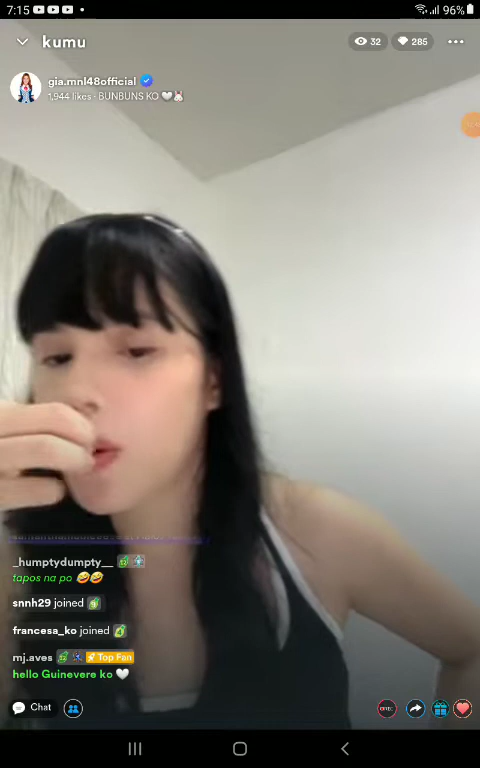 7:15
96%
kumu
32
285
gia.mnl48official
1,944 likes · BUNBUNS KO 🤍🐰
_humptydumpty__
tapos na po 🤣🤣
snnh29 joined
francesa_ko joined
mj.aves Top Fan
hello Guinevere ko 🤍
Chat